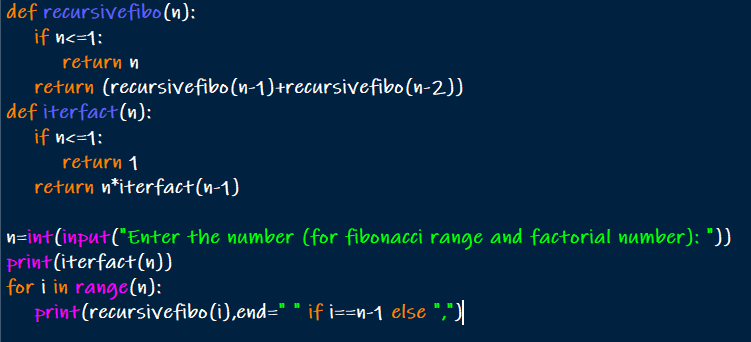 def recursivefibo(n):
    if n<=1:
        return n
    return (recursivefibo(n-1)+recursivefibo(n-2))
def iterfact(n):
    if n<=1:
        return 1
    return n*iterfact(n-1)

n=int(input("Enter the number (for fibonacci range and factorial number): "))
print(iterfact(n))
for i in range(n):
    print(recursivefibo(i),end=" " if i==n-1 else ",")